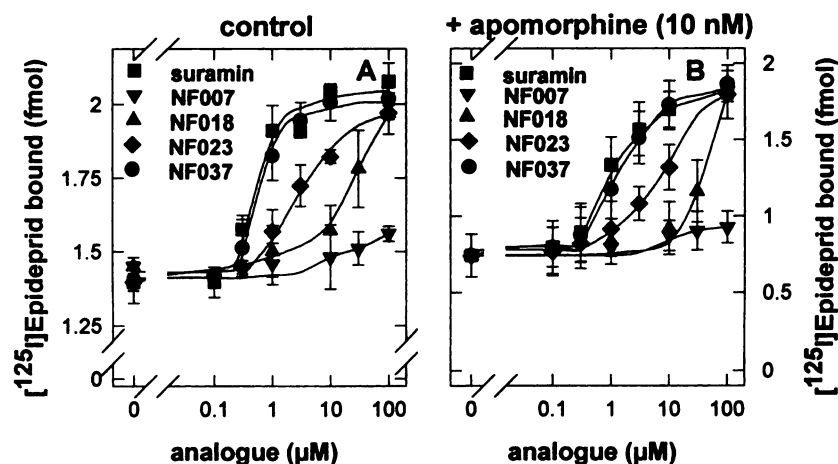 control
+ apomorphine (10 nM)
A
suramin
NF007
NF018
NF023
NF037
B
suramin
NF007
NF018
NF023
NF037
[125I]Epideprid bound (fmol)
2
1.75
1.5
1.25
0
2
1.5
1
0.5
0
[125I]Epideprid bound (fmol)
0 0.1 1 10 100
0 0.1 1 10 100
analogue (µM)
analogue (µM)